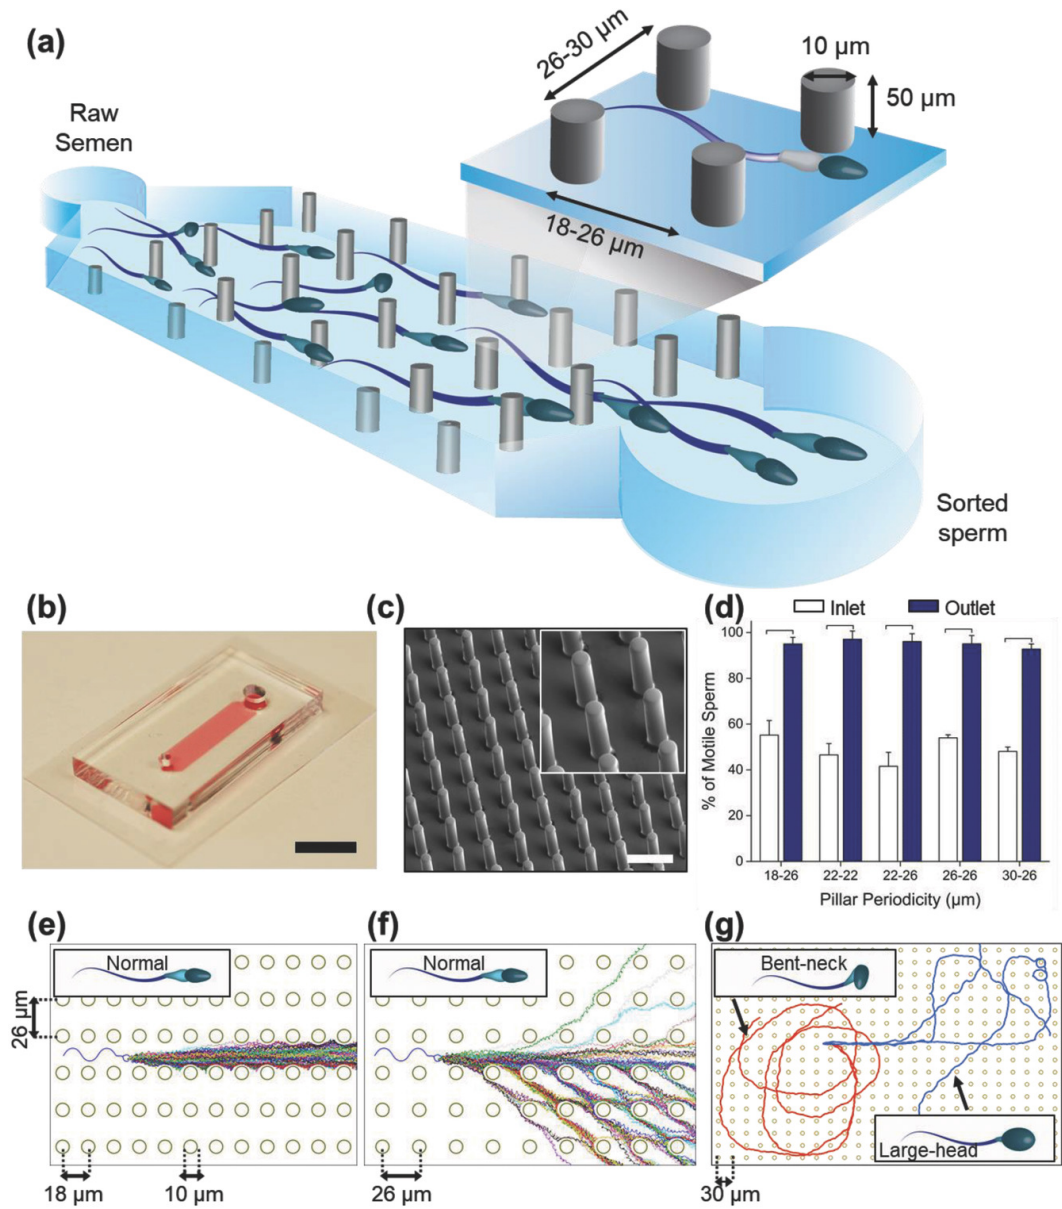 (a)
Raw
Semen
26-30 µm
10 µm
50 µm
18-26 µm
Sorted
sperm
(b)
(c)
(d)
Inlet
Outlet
% of Motile Sperm
100
80
60
40
20
0
18-26
22-22
22-26
26-26
30-26
Pillar Periodicity (µm)
(e)
Normal
26 µm
18 µm
10 µm
(f)
Normal
26 µm
(g)
Bent-neck
Large-head
30 µm